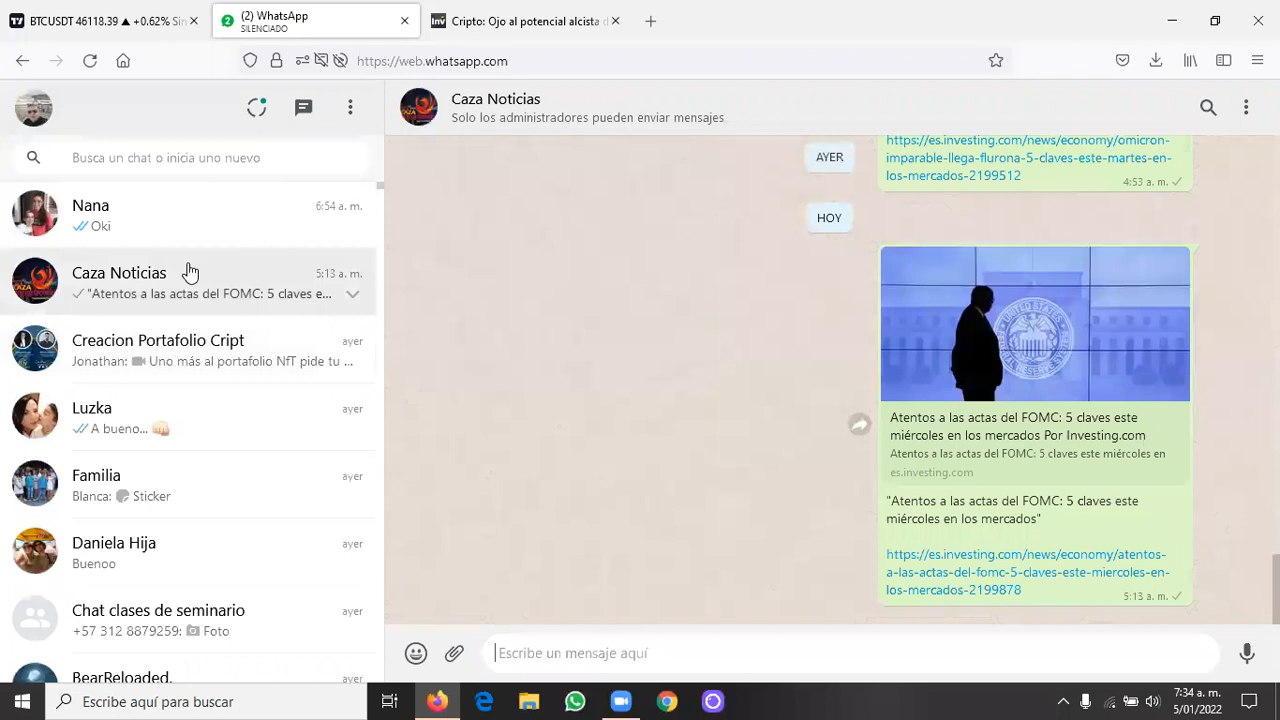 BTCUSDT 46118.39 ▲ +0.62% Sin
(2) WhatsApp
SILENCIADO
Cripto: Ojo al potencial alcista d
https://web.whatsapp.com
Busca un chat o inicia uno nuevo
Nana
6:54 a. m.
Oki
Caza Noticias
5:13 a. m.
"Atentos a las actas del FOMC: 5 claves e...
Creacion Portafolio Cript
ayer
Jonathan: Uno más al portafolio NfT pide tu ...
Luzka
ayer
A bueno...
Familia
ayer
Blanca: Sticker
Daniela Hija
ayer
Buenoo
Chat clases de seminario
ayer
+57 312 8879259: Foto
BearReloaded.
Caza Noticias
Solo los administradores pueden enviar mensajes
https://es.investing.com/news/economy/omicron-
imparable-llega-flurona-5-claves-este-martes-en-
los-mercados-2199512
4:53 a. m.
AYER
HOY
Atentos a las actas del FOMC: 5 claves este
miércoles en los mercados Por Investing.com
Atentos a las actas del FOMC: 5 claves este miércoles en
es.investing.com
"Atentos a las actas del FOMC: 5 claves este
miércoles en los mercados"
https://es.investing.com/news/economy/atentos-
a-las-actas-del-fomc-5-claves-este-miercoles-en-
los-mercados-2199878
5:13 a. m.
Escribe un mensaje aquí
Escribe aquí para buscar
7:34 a. m.
5/01/2022